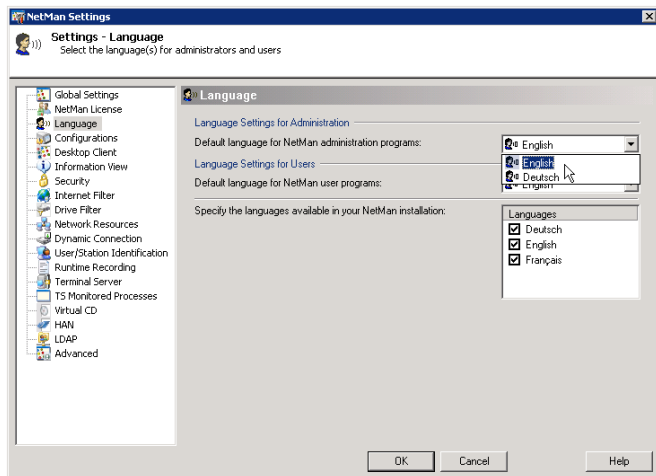 NetMan Settings
Settings - Language
Select the language(s) for administrators and users
Global Settings
NetMan License
Language
Configurations
Desktop Client
Information View
Security
Internet Filter
Drive Filter
Network Resources
Dynamic Connection
User/Station Identification
Runtime Recording
Terminal Server
TS Monitored Processes
Virtual CD
HAN
LDAP
Advanced
Language
Language Settings for Administration
Default language for NetMan administration programs:
English
English
Deutsch
Language Settings for Users
Default language for NetMan user programs:
English
Specify the languages available in your NetMan installation:
Languages
Deutsch
English
Français
OK
Cancel
Help